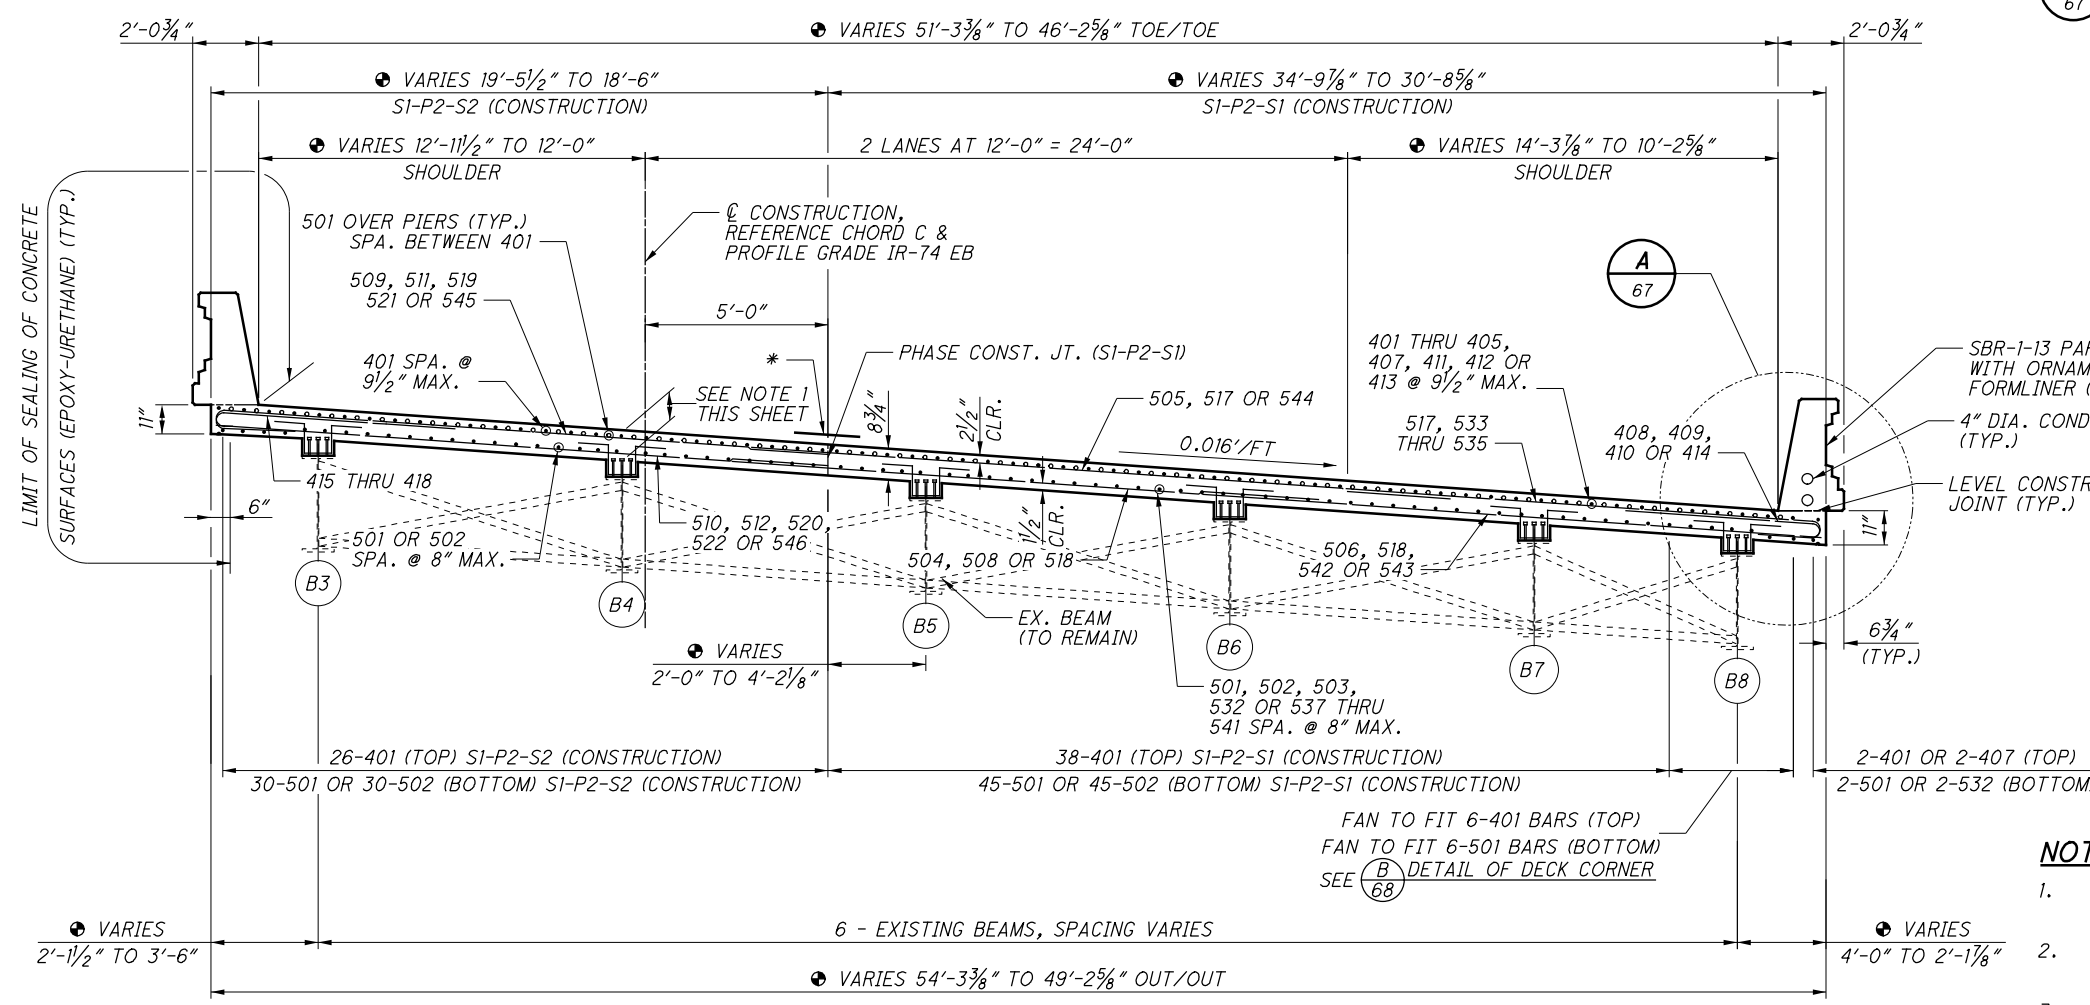 67
2'-0¾"
VARIES 51'-3⅜" TO 46'-2⅝" TOE/TOE
2'-0¾"
VARIES 19'-5½" TO 18'-6"
S1-P2-S2 (CONSTRUCTION)
VARIES 34'-9⅞" TO 30'-8⅝"
S1-P2-S1 (CONSTRUCTION)
VARIES 12'-11½" TO 12'-0"
SHOULDER
2 LANES AT 12'-0" = 24'-0"
VARIES 14'-3⅞" TO 10'-2⅝"
SHOULDER
LIMIT OF SEALING OF CONCRETE
SURFACES (EPOXY-URETHANE) (TYP.)
501 OVER PIERS (TYP.)
SPA. BETWEEN 401
℄ CONSTRUCTION,
REFERENCE CHORD C &
PROFILE GRADE IR-74 EB
509, 511, 519
521 OR 545
5'-0"
A
67
401 SPA. @
9½" MAX.
*
SEE NOTE 1
THIS SHEET
PHASE CONST. JT. (S1-P2-S1)
8¾"
2½"
CLR.
505, 517 OR 544
0.016'/FT
401 THRU 405,
407, 411, 412 OR
413 @ 9½" MAX.
517, 533
THRU 535
408, 409,
410 OR 414
SBR-1-13
WITH
FORMLINER
4" DIA.
(TYP.)
LEVEL
JOINT (TYP.)
11"
11"
415 THRU 418
6"
501 OR 502
SPA. @ 8" MAX.
510, 512, 520,
522 OR 546
1½"
CLR.
504, 508 OR 518
506, 518,
542 OR 543
B3
B4
B5
B6
B7
B8
EX. BEAM
(TO REMAIN)
6¾"
(TYP.)
VARIES
2'-0" TO 4'-2⅛"
501, 502, 503,
532 OR 537 THRU
541 SPA. @ 8" MAX.
26-401 (TOP) S1-P2-S2 (CONSTRUCTION)
30-501 OR 30-502 (BOTTOM) S1-P2-S2 (CONSTRUCTION)
38-401 (TOP) S1-P2-S1 (CONSTRUCTION)
45-501 OR 45-502 (BOTTOM) S1-P2-S1 (CONSTRUCTION)
2-401 OR 2-407 (TOP)
2-501 OR 2-532 (BOTTOM
FAN TO FIT 6-401 BARS (TOP)
FAN TO FIT 6-501 BARS (BOTTOM)
SEE B 68 DETAIL OF DECK CORNER
1.
2.
VARIES
2'-1½" TO 3'-6"
6 - EXISTING BEAMS, SPACING VARIES
VARIES
4'-0" TO 2'-1⅞"
VARIES 54'-3⅜" TO 49'-2⅝" OUT/OUT